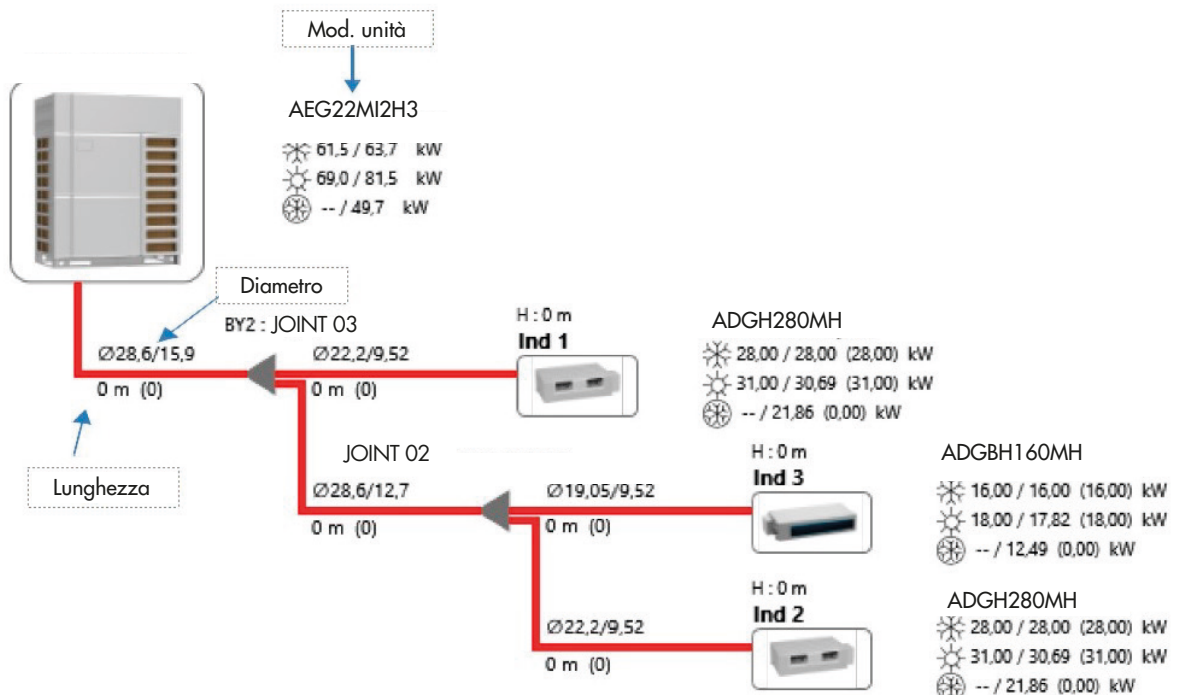 Mod. unità
AEG22MI2H3
61,5 / 63,7 kW
69,0 / 81,5 kW
-- / 49,7 kW
Diametro
BY2 : JOINT 03
Ø28,6/15,9
0 m (0)
Lunghezza
Ø22,2/9,52
0 m (0)
H : 0 m
Ind 1
ADGH280MH
28,00 / 28,00 (28,00) kW
31,00 / 30,69 (31,00) kW
-- / 21,86 (0,00) kW
JOINT 02
Ø28,6/12,7
0 m (0)
Ø19,05/9,52
0 m (0)
H : 0 m
Ind 3
ADGBH160MH
16,00 / 16,00 (16,00) kW
18,00 / 17,82 (18,00) kW
-- / 12,49 (0,00) kW
Ø22,2/9,52
0 m (0)
H : 0 m
Ind 2
ADGH280MH
28,00 / 28,00 (28,00) kW
31,00 / 30,69 (31,00) kW
-- / 21,86 (0,00) kW